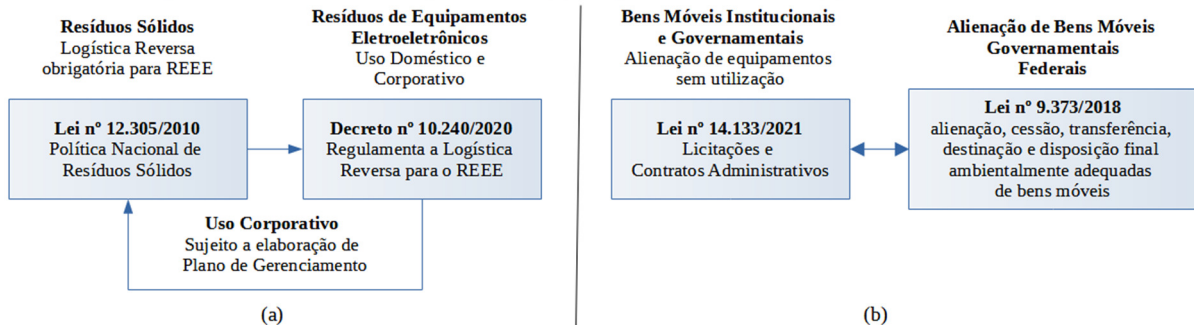 Resíduos Sólidos
Logística Reversa
obrigatória para REEE
Lei nº 12.305/2010
Política Nacional de
Resíduos Sólidos
Resíduos de Equipamentos
Eletroeletrônicos
Uso Doméstico e
Corporativo
Decreto nº 10.240/2020
Regulamenta a Logística
Reversa para o REEE
Uso Corporativo
Sujeito a elaboração de
Plano de Gerenciamento
(a)
Bens Móveis Institucionais
e Governamentais
Alienação de equipamentos
sem utilização
Lei nº 14.133/2021
Licitações e
Contratos Administrativos
Alienação de Bens Móveis
Governamentais
Federais
Lei nº 9.373/2018
alienação, cessão, transferência,
destinação e disposição final
ambientalmente adequadas
de bens móveis
(b)